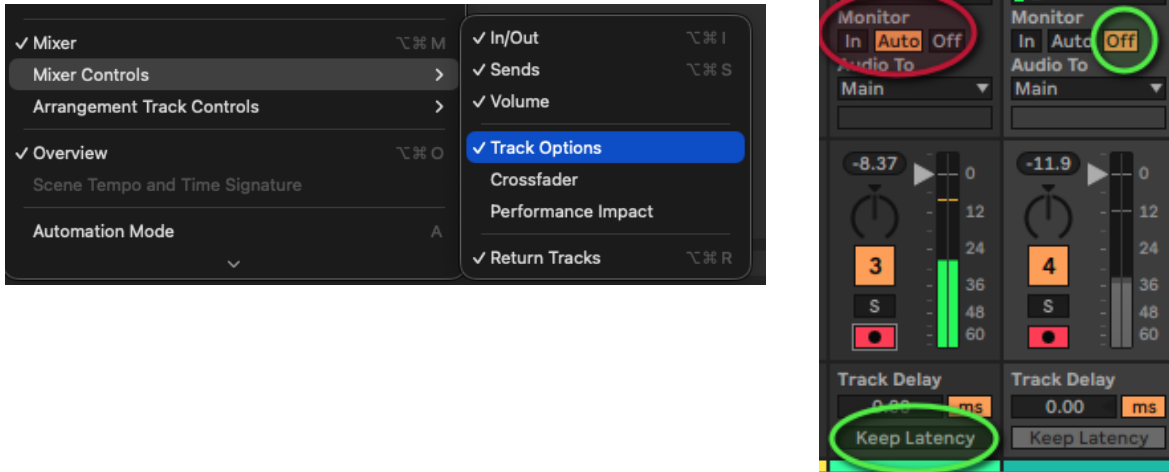 ✓ Mixer ⌥⌘ M
Mixer Controls >
Arrangement Track Controls >
✓ Overview ⌥⌘ O
Scene Tempo and Time Signature
Automation Mode A
✓ In/Out ⌥⌘ I
✓ Sends ⌥⌘ S
✓ Volume
✓ Track Options
Crossfader
Performance Impact
✓ Return Tracks ⌥⌘ R
Monitor
In Auto Off
Audio To
Main
-8.37
0
12
24
3
36
S
48
60
Track Delay
0.00 ms
Keep Latency
Monitor
In Auto Off
Audio To
Main
-11.9
0
12
24
4
36
S
48
60
Track Delay
0.00 ms
Keep Latency